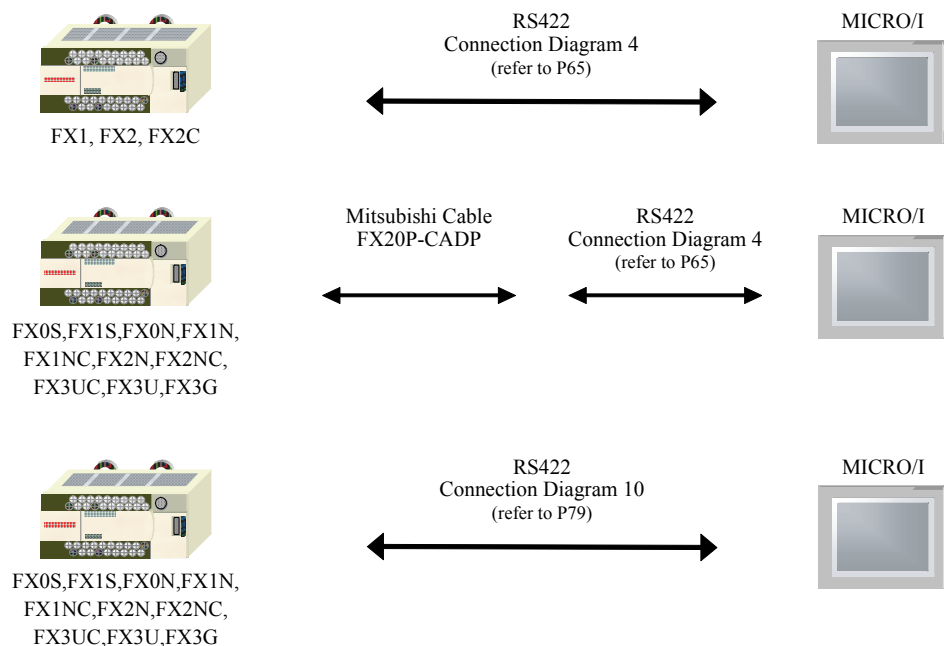 RS422
Connection Diagram 4
(refer to P65)
MICRO/I
FX1, FX2, FX2C
Mitsubishi Cable
FX20P-CADP
RS422
Connection Diagram 4
(refer to P65)
MICRO/I
FX0S,FX1S,FX0N,FX1N,
FX1NC,FX2N,FX2NC,
FX3UC,FX3U,FX3G
RS422
Connection Diagram 10
(refer to P79)
MICRO/I
FX0S,FX1S,FX0N,FX1N,
FX1NC,FX2N,FX2NC,
FX3UC,FX3U,FX3G